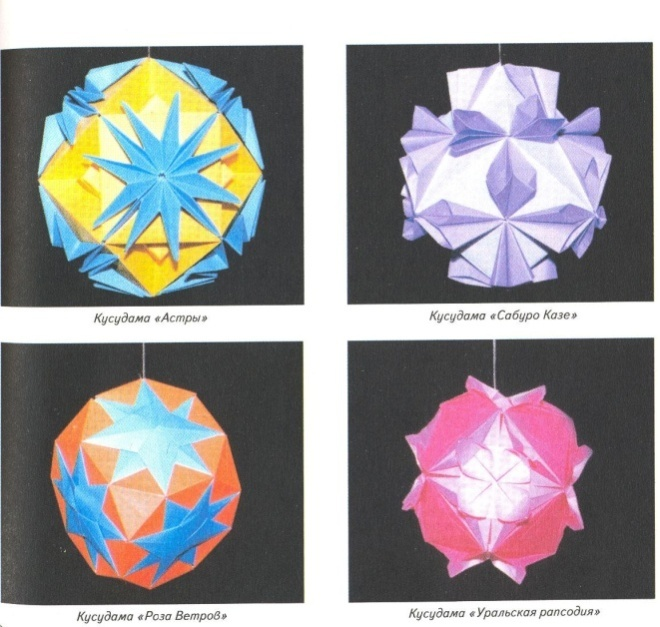 Кусудама «Астры»
Кусудама «Сабуро Казе»
Кусудама «Роза Ветров»
Кусудама «Уральская рапсодия»